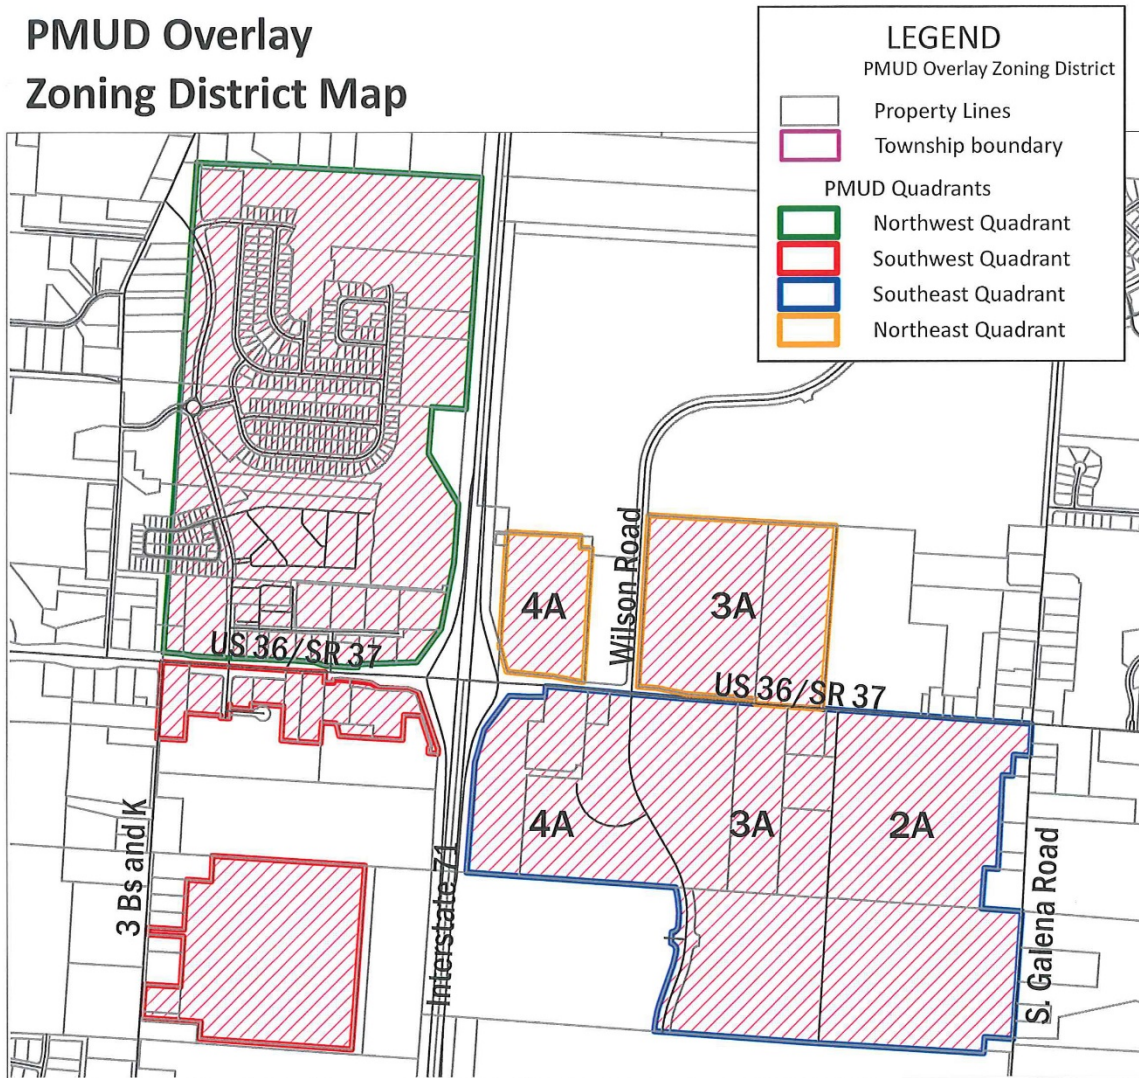 PMUD Overlay
Zoning District Map
LEGEND
PMUD Overlay Zoning District
Property Lines
Township boundary
PMUD Quadrants
Northwest Quadrant
Southwest Quadrant
Southeast Quadrant
Northeast Quadrant
4A
Wilson Road
3A
US 36/SR 37
US 36/SR 37
4A
3A
2A
3 Bs and K
Interstate 71
S. Galena Road